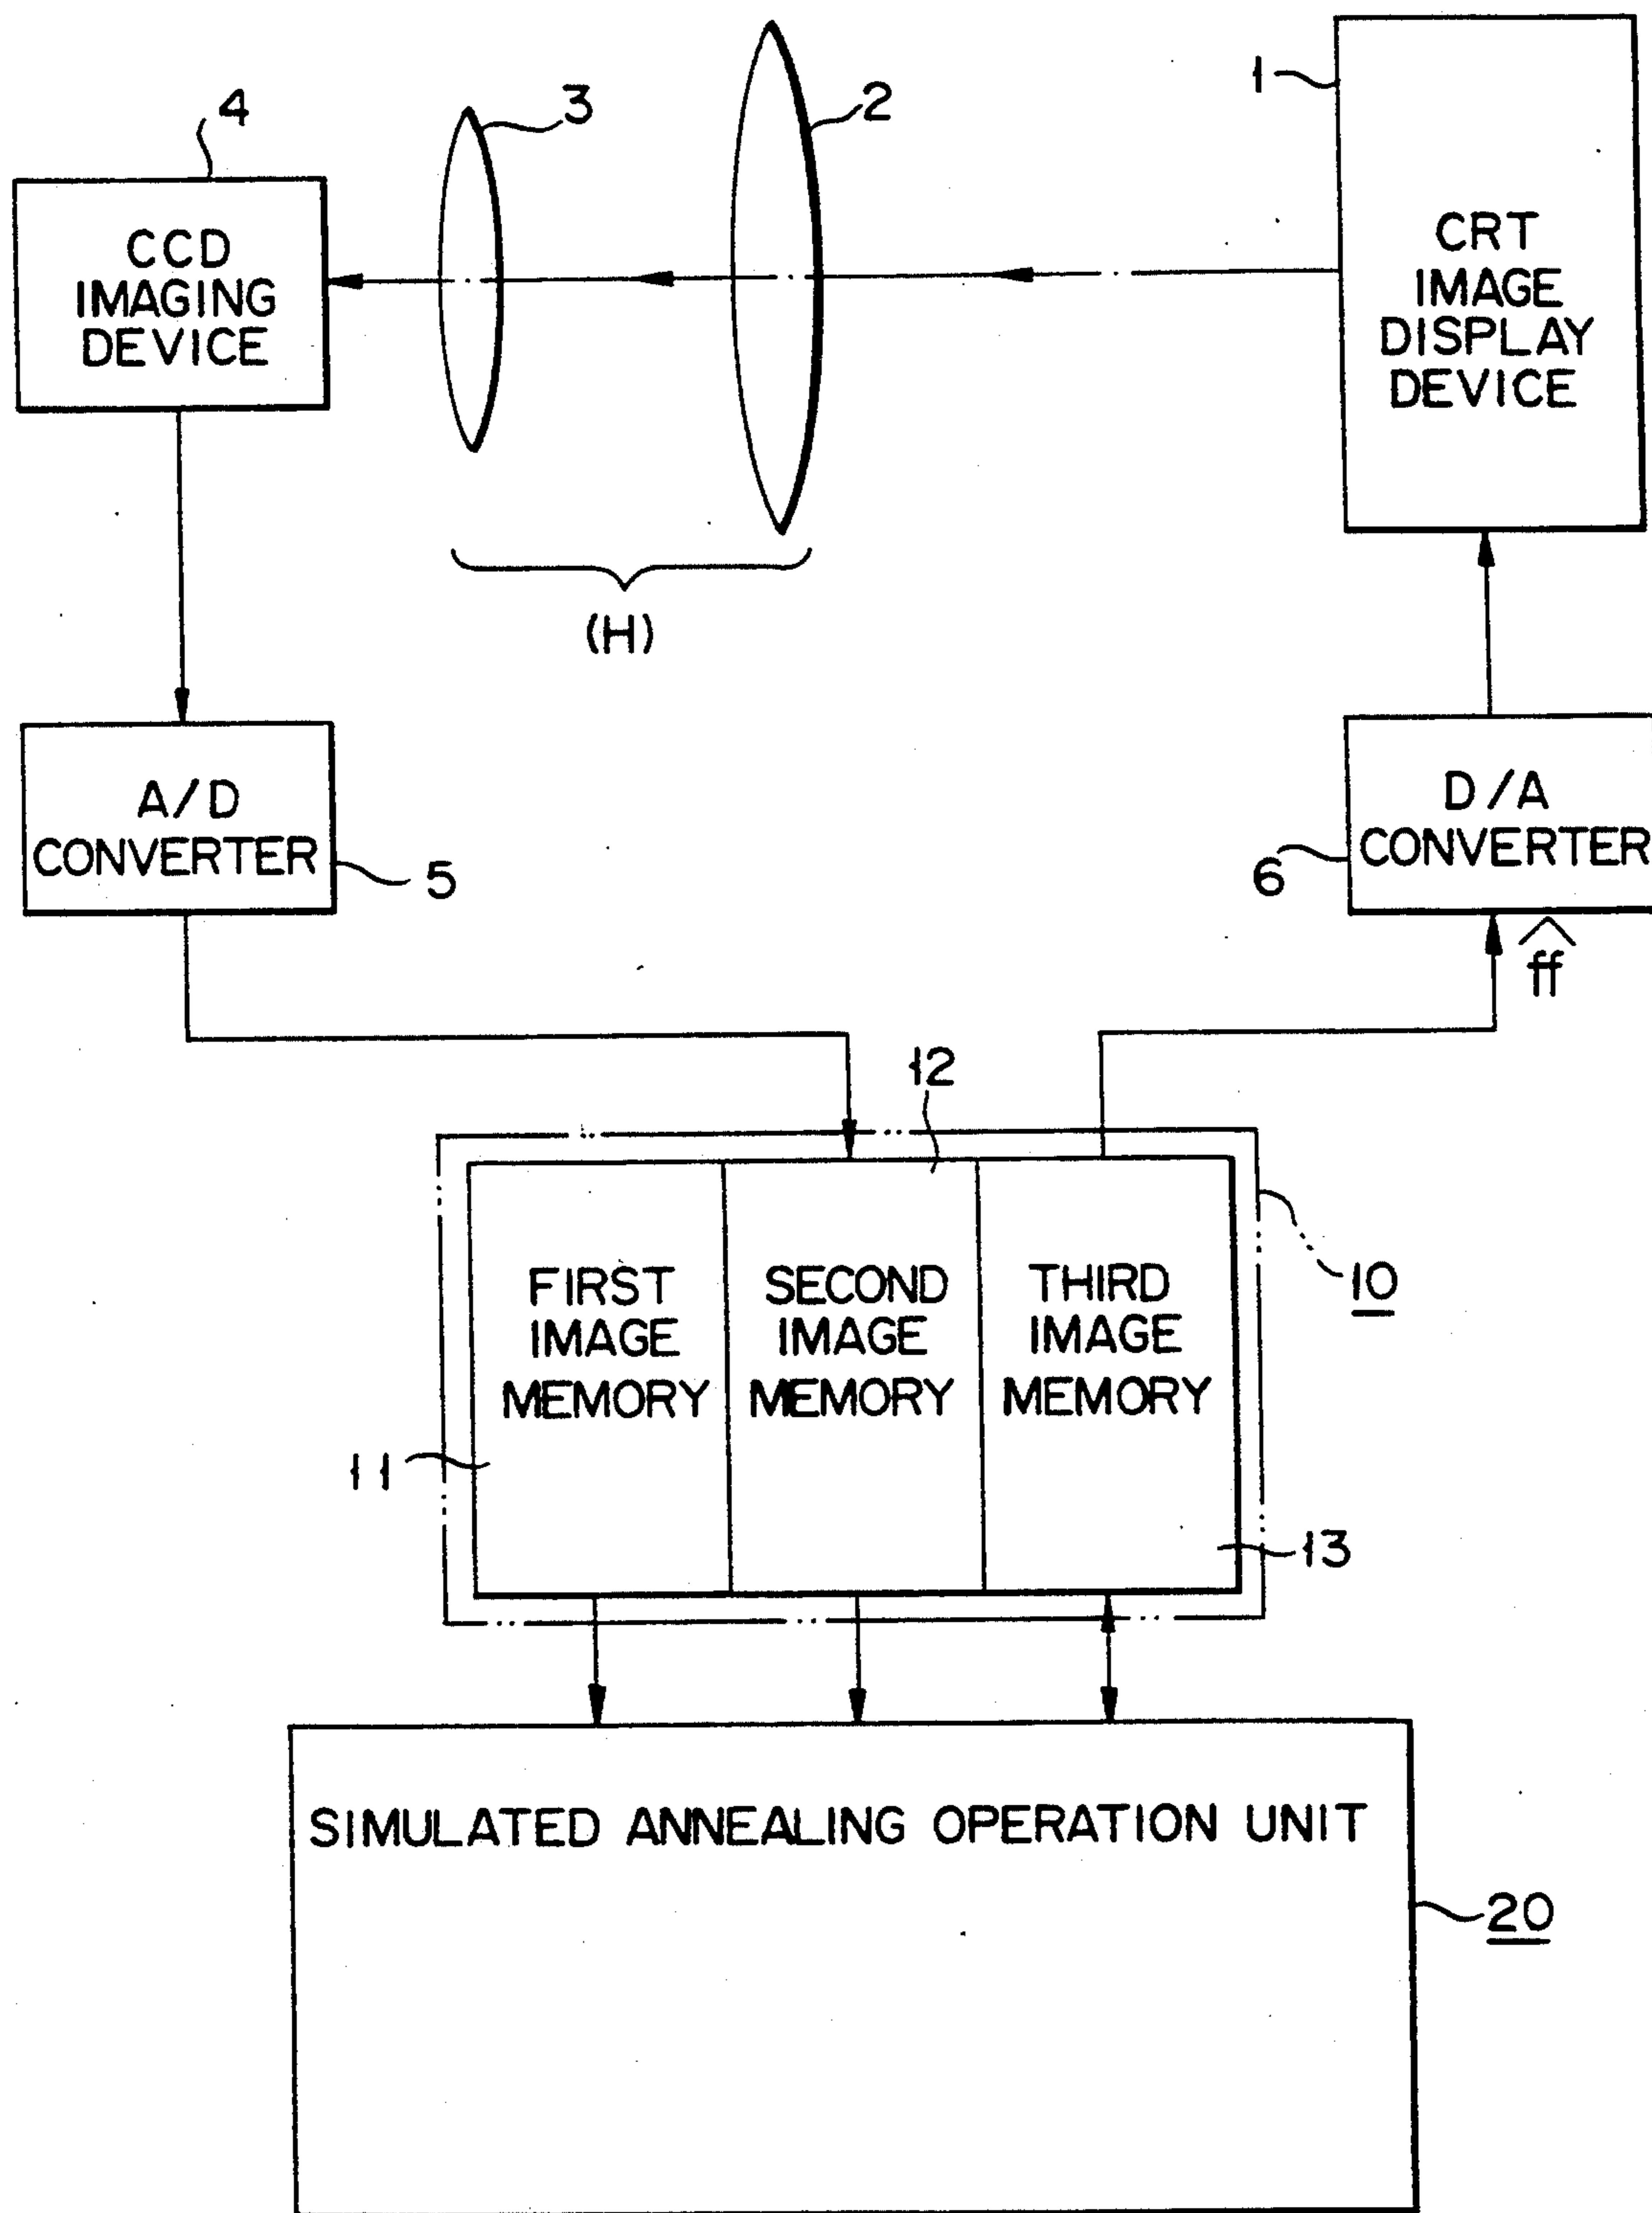 1
2
3
4
CCD
IMAGING
DEVICE
CRT
IMAGE
DISPLAY
DEVICE
(H)
A/D
CONVERTER
5
D/A
CONVERTER
6
f̂f
12
10
FIRST
IMAGE
MEMORY
SECOND
IMAGE
MEMORY
THIRD
IMAGE
MEMORY
11
13
SIMULATED ANNEALING OPERATION UNIT
20